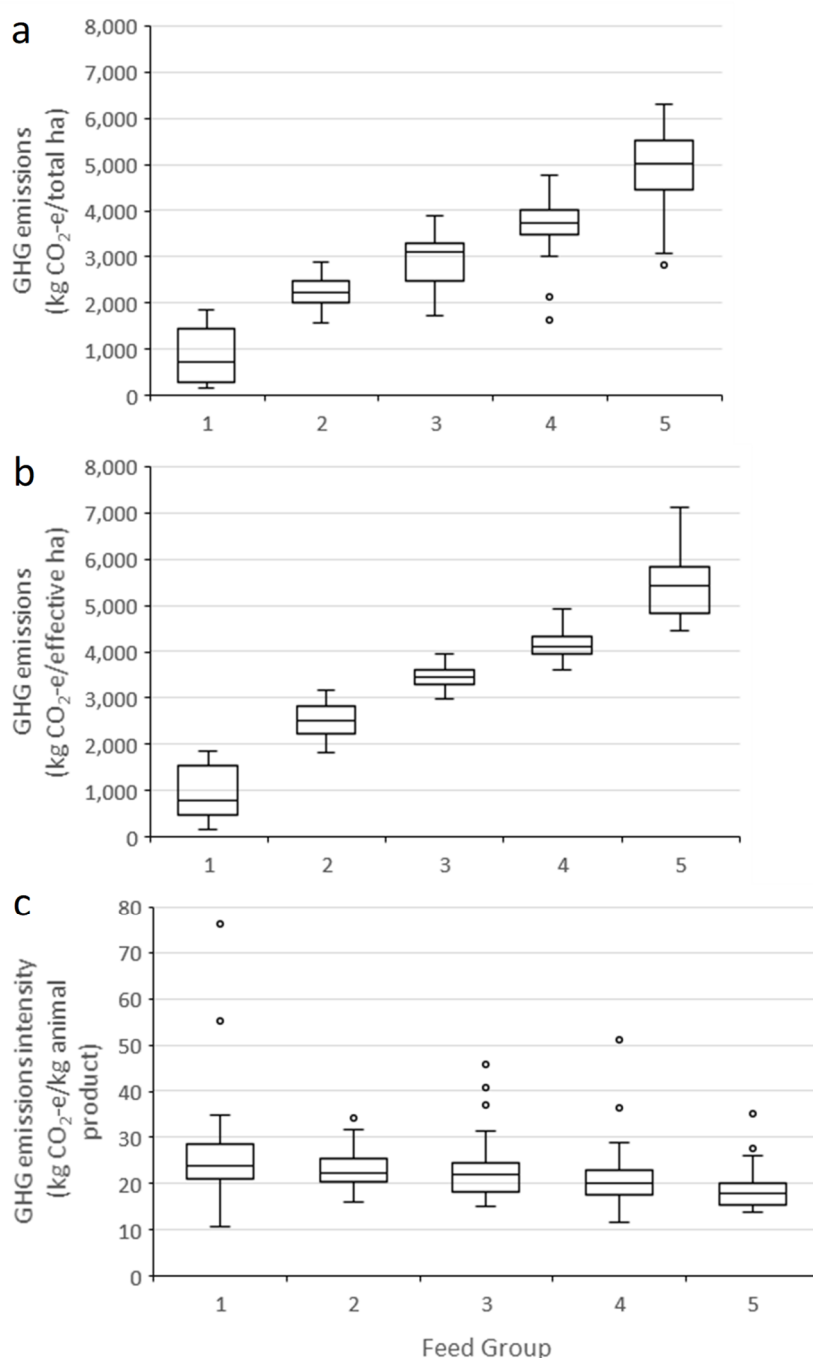 a
GHG emissions
(kg CO₂-e/total ha)
8,000
7,000
6,000
5,000
4,000
3,000
2,000
1,000
0
1 2 3 4 5
b
GHG emissions
(kg CO₂-e/effective ha)
8,000
7,000
6,000
5,000
4,000
3,000
2,000
1,000
0
1 2 3 4 5
c
GHG emissions intensity
(kg CO₂-e/kg animal
product)
80
70
60
50
40
30
20
10
0
1 2 3 4 5
Feed Group